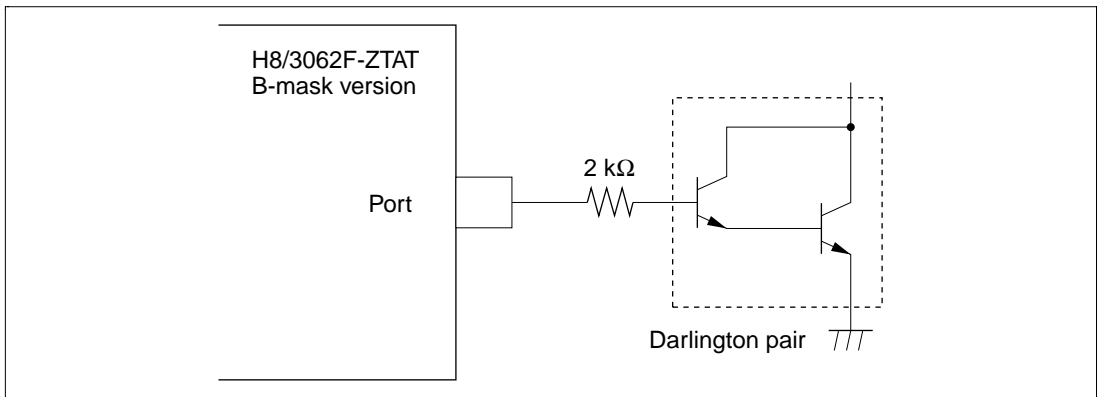 H8/3062F-ZTAT
B-mask version
Port
2 kΩ
Darlington pair